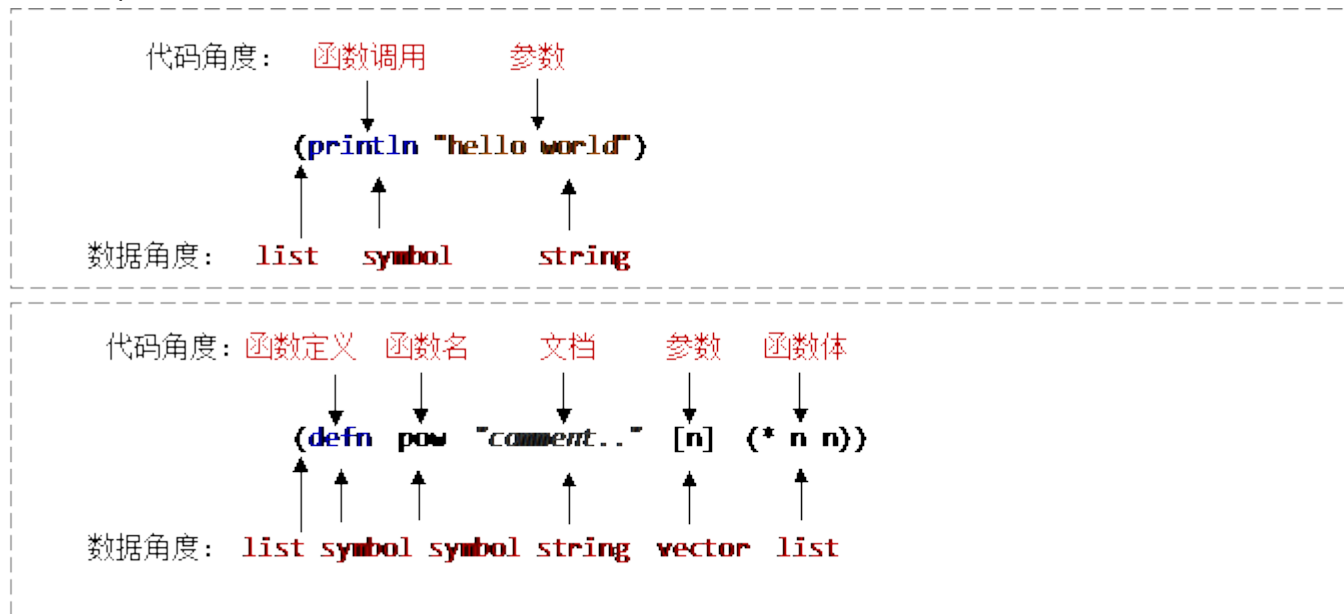 代码角度： 函数调用 参数
(println "hello world")
数据角度： list symbol string
代码角度：函数定义 函数名 文档 参数 函数体
(defn pow "comment.." [n] (* n n))
数据角度： list symbol symbol string vector list